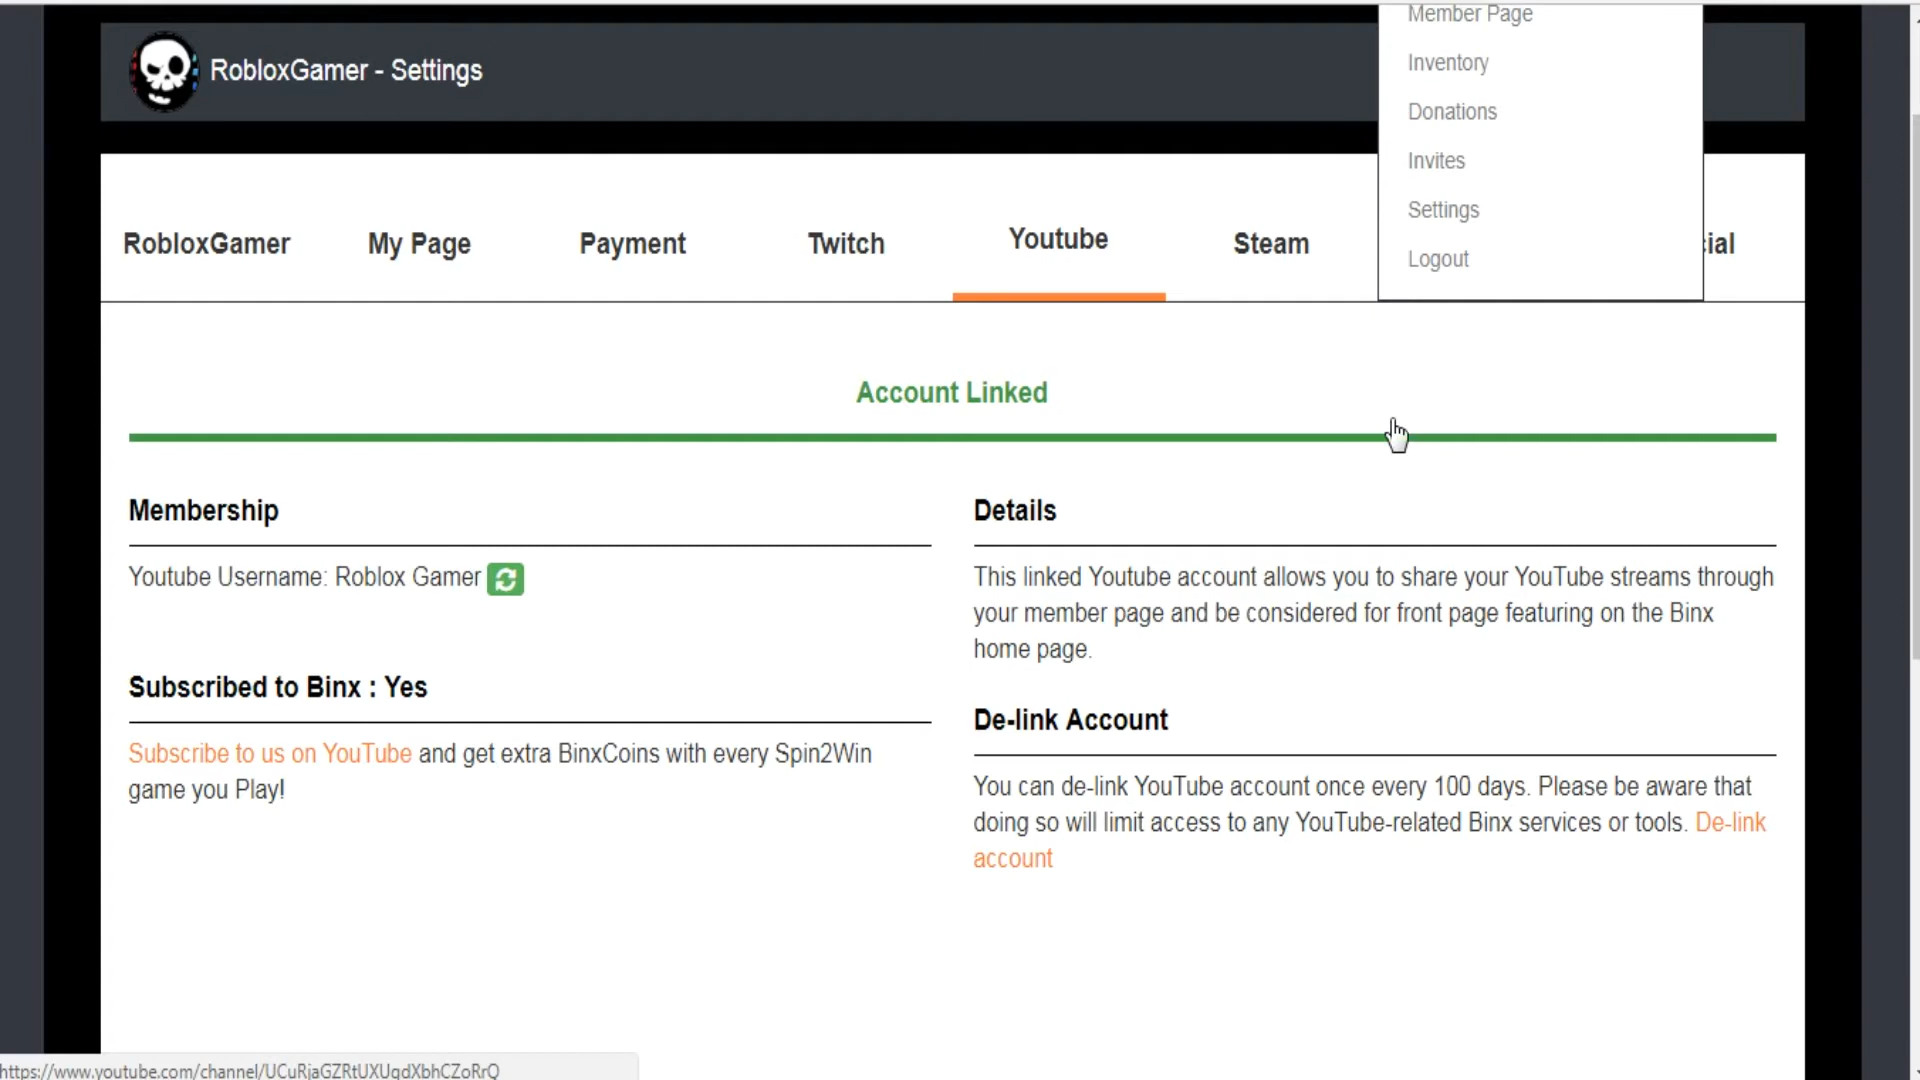 Member Page
RobloxGamer - Settings
Inventory
Donations
Invites
Settings
Logout
RobloxGamer
My Page
Payment
Twitch
Youtube
Steam
ial
Account Linked
Membership
Youtube Username: Roblox Gamer
Subscribed to Binx : Yes
Subscribe to us on YouTube and get extra BinxCoins with every Spin2Win
game you Play!
Details
This linked Youtube account allows you to share your YouTube streams through
your member page and be considered for front page featuring on the Binx
home page.
De-link Account
You can de-link YouTube account once every 100 days. Please be aware that
doing so will limit access to any YouTube-related Binx services or tools. De-link
account
https://www.youtube.com/channel/UCuRjaGZRtUXUqdXbhCZoRrQ